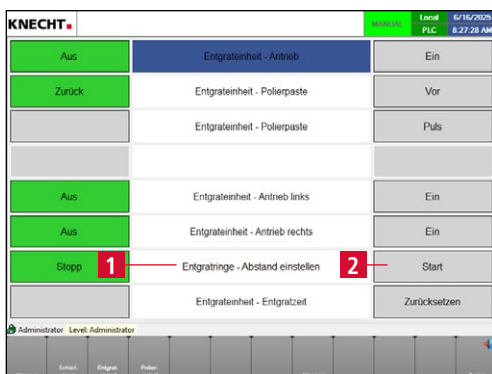 KNECHT
MANUAL
Local 6/16/2025
PLC 8:27:28 AM
Aus Entgrateinheit - Antrieb Ein
Zurück Entgrateinheit - Polierpaste Vor
Entgrateinheit - Polierpaste Puls
Aus Entgrateinheit - Antrieb links Ein
Aus Entgrateinheit - Antrieb rechts Ein
Stopp 1 Entgratringe - Abstand einstellen 2 Start
Entgrateinheit - Entgratzeit Zurücksetzen
Administrator Level: Administrator